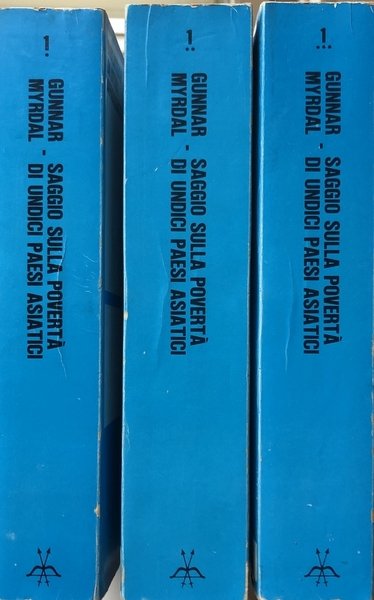 1.
GUNNAR SAGGIO SULLA POVERTÀ
MYRDAL - DI UNDICI PAESI ASIATICI
1..
GUNNAR SAGGIO SULLA POVERTÀ
MYRDAL - DI UNDICI PAESI ASIATICI
1...
GUNNAR SAGGIO SULLA POVERTÀ
MYRDAL - DI UNDICI PAESI ASIATICI